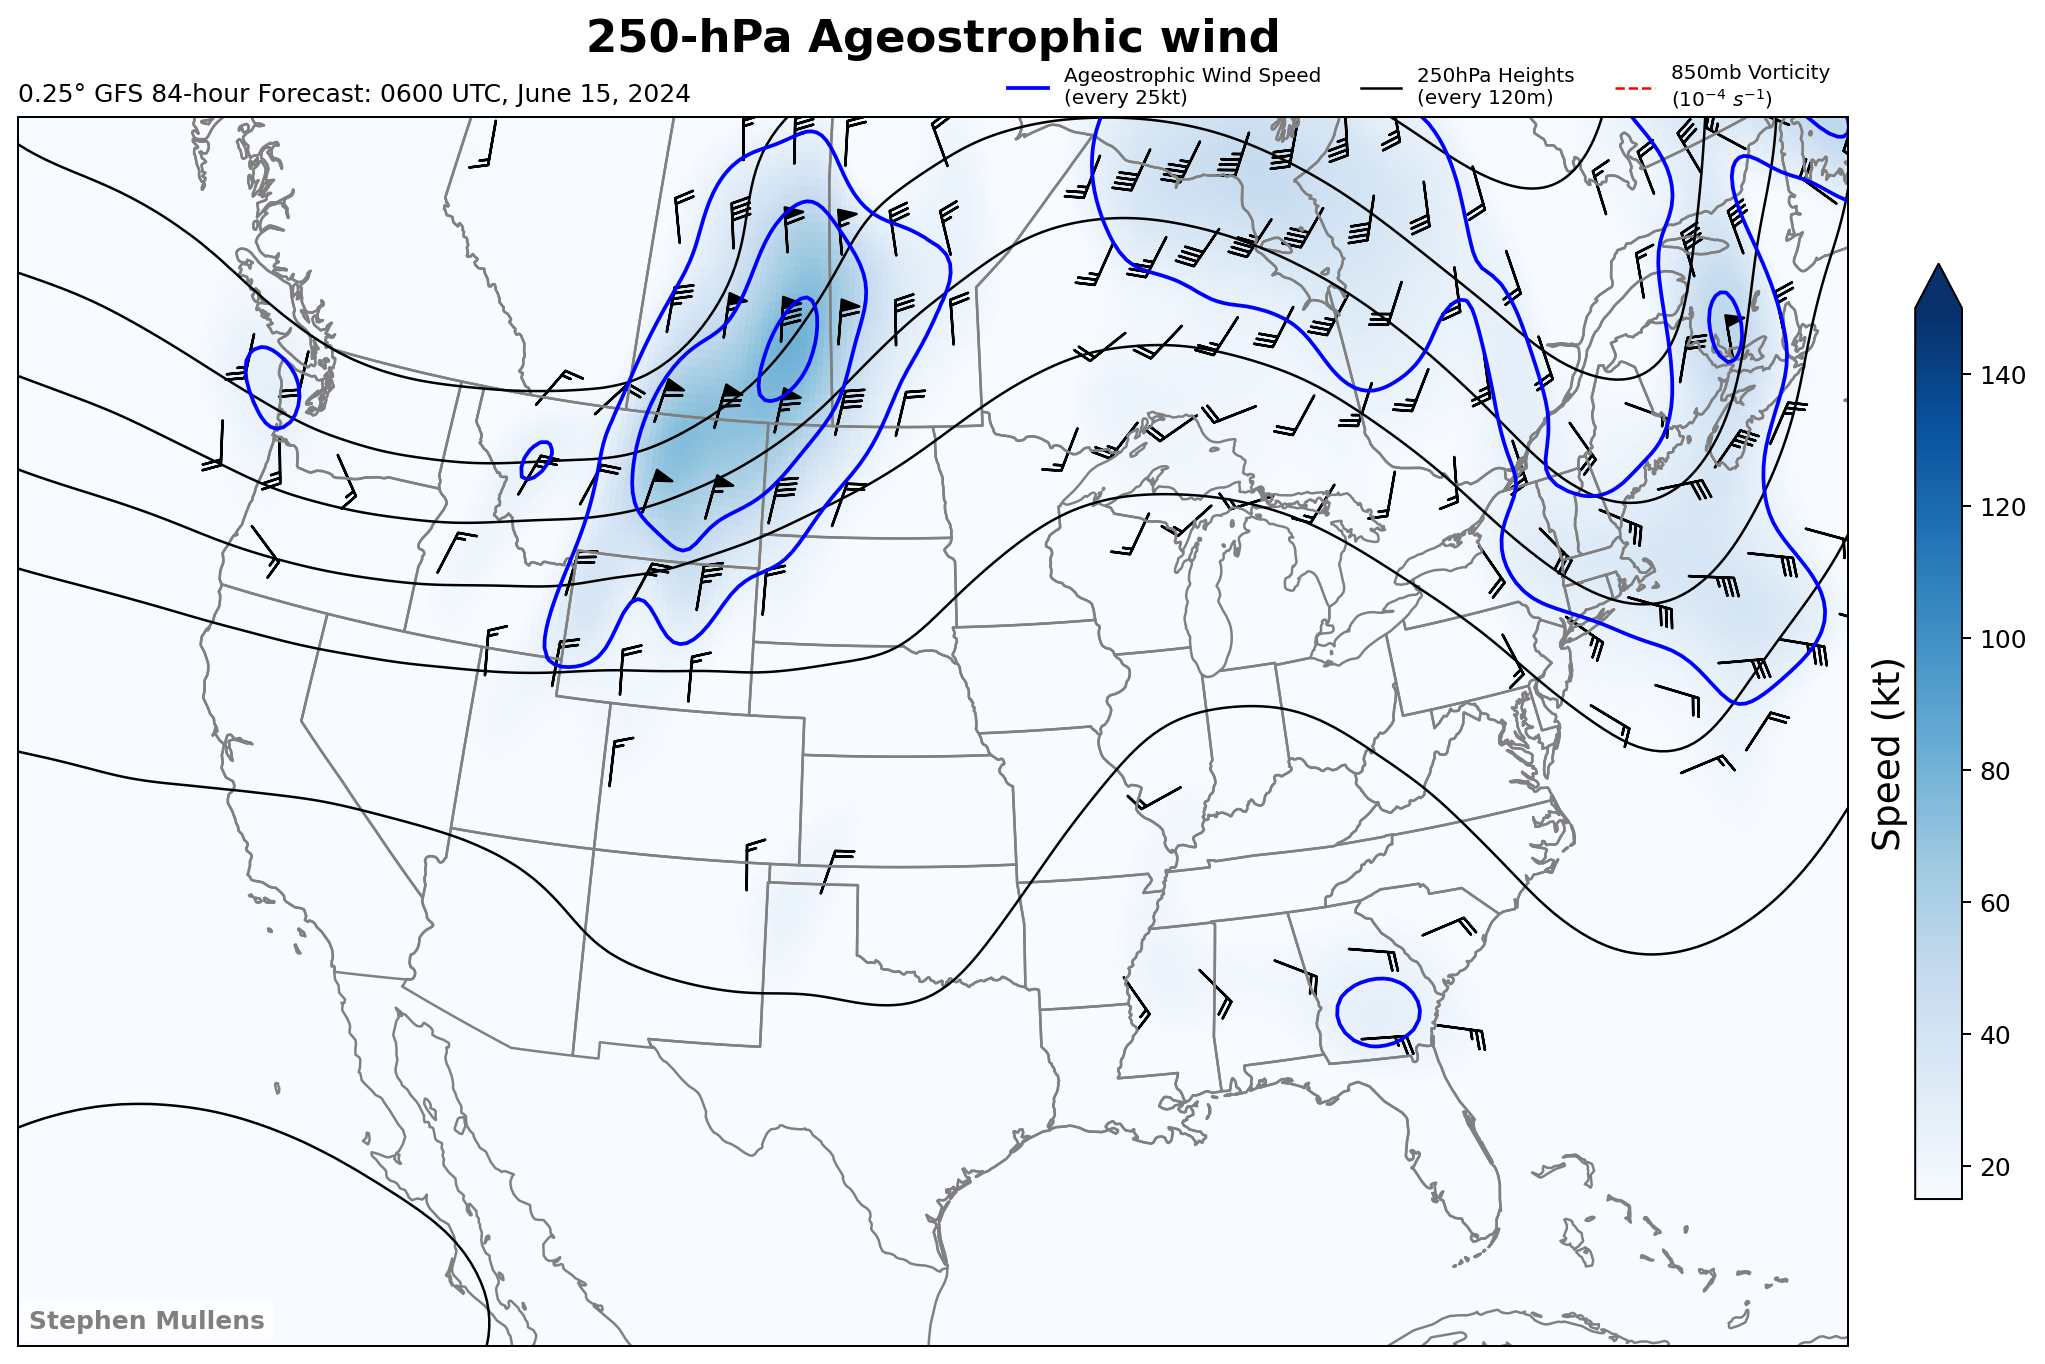 250-hPa Ageostrophic wind
0.25° GFS 84-hour Forecast: 0600 UTC, June 15, 2024
Ageostrophic Wind Speed
(every 25kt)
250hPa Heights
(every 120m)
850mb Vorticity
(10⁻⁴ s⁻¹)
140
120
100
80
60
40
20
Speed (kt)
Stephen Mullens